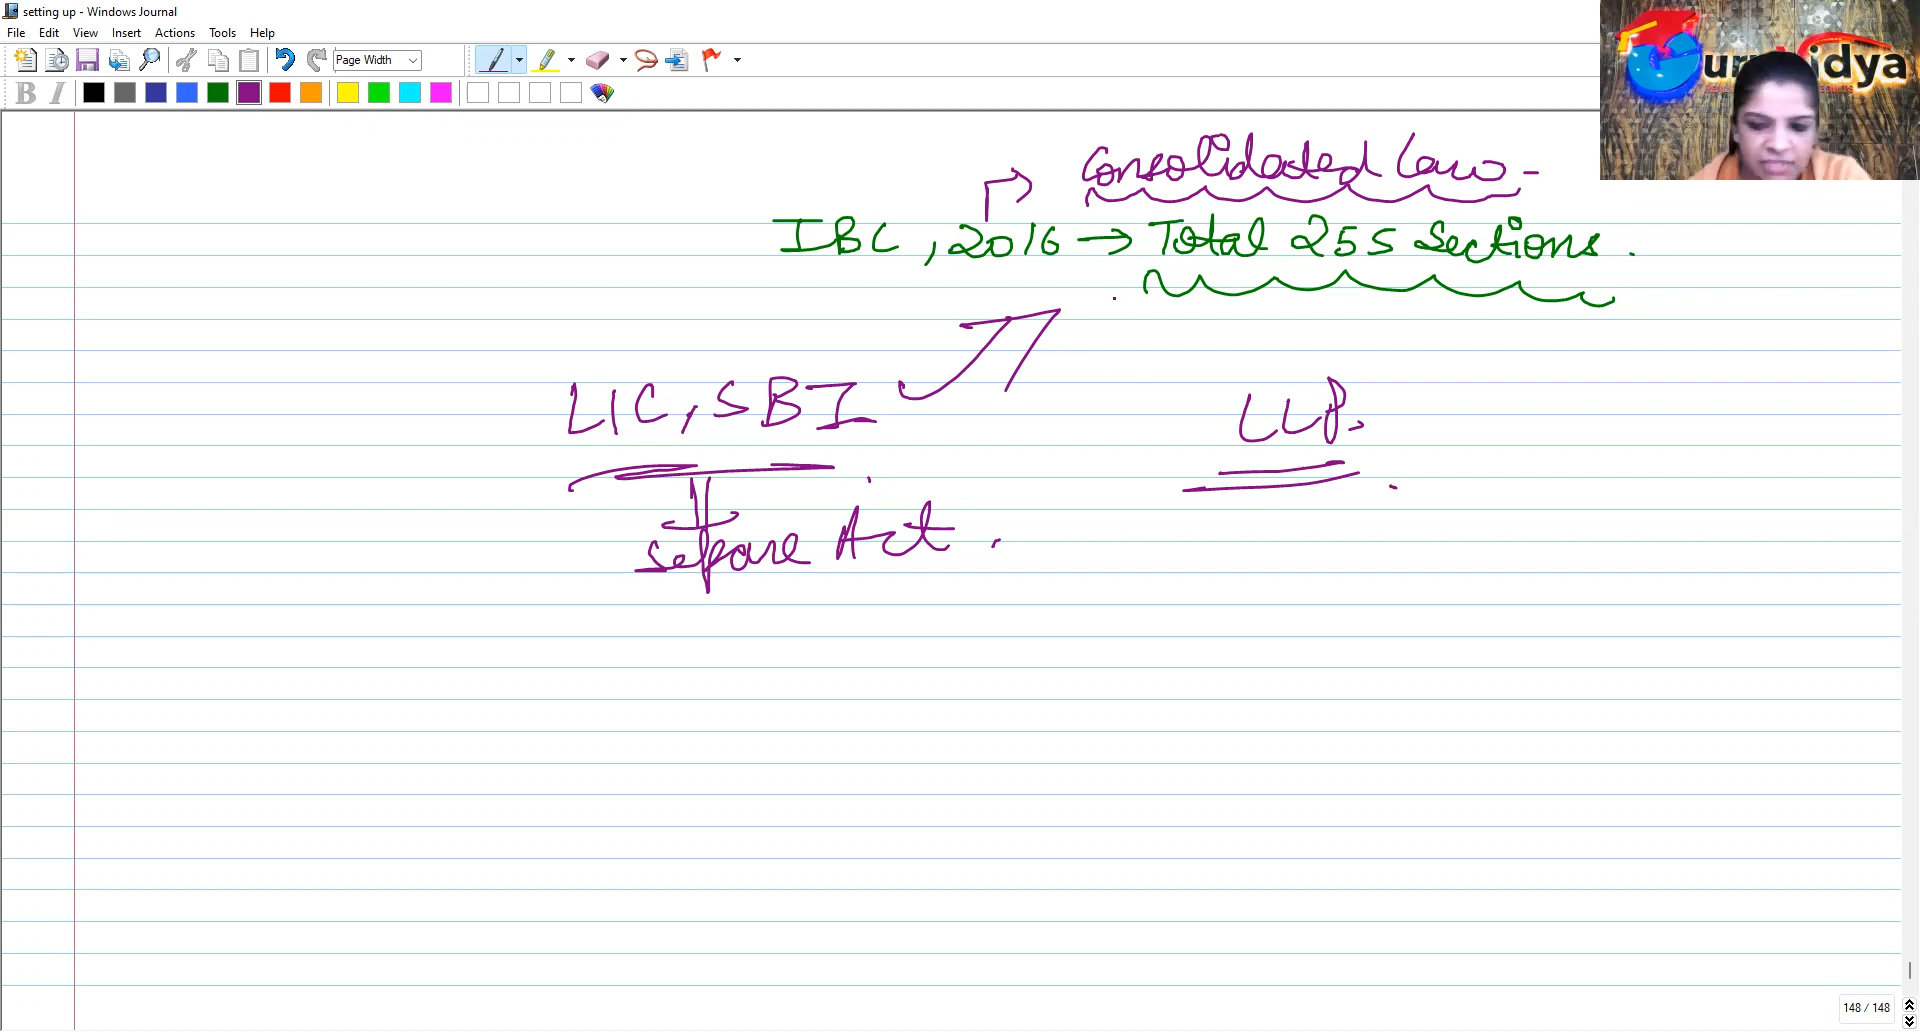 setting up - Windows Journal
File Edit View Insert Actions Tools Help
Page Width
B I
Consolidated Law -
IBC, 2016 → Total 255 Sections.
LIC, SBI
LLP.
Act.
148 / 148